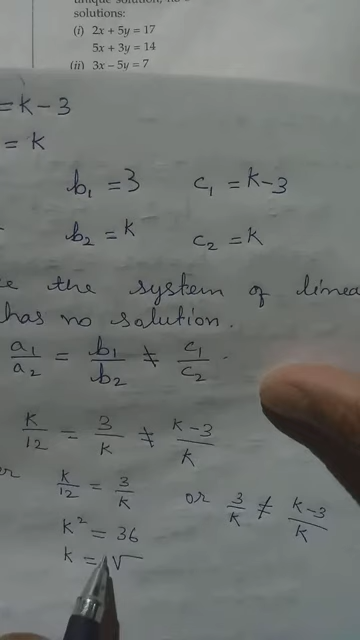 solutions:
(i) 2x + 5y = 17
5x + 3y = 14
(ii) 3x − 5y = 7
= k − 3
= k
b₁ = 3 c₁ = k−3
b₂ = k c₂ = k
the system of linea
has no solution.
a₁/a₂ = b₁/b₂ ≠ c₁/c₂ .
k/12 = 3/k ≠ k−3/k
k/12 = 3/k or 3/k ≠ k−3/k
k² = 36
k = √